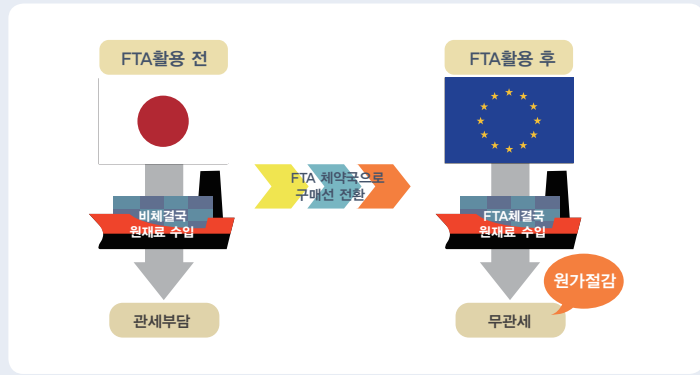 FTA활용 전
FTA활용 후
FTA 체약국으로
구매선 전환
비체결국
원재료 수입
FTA체결국
원재료 수입
원가절감
관세부담
무관세